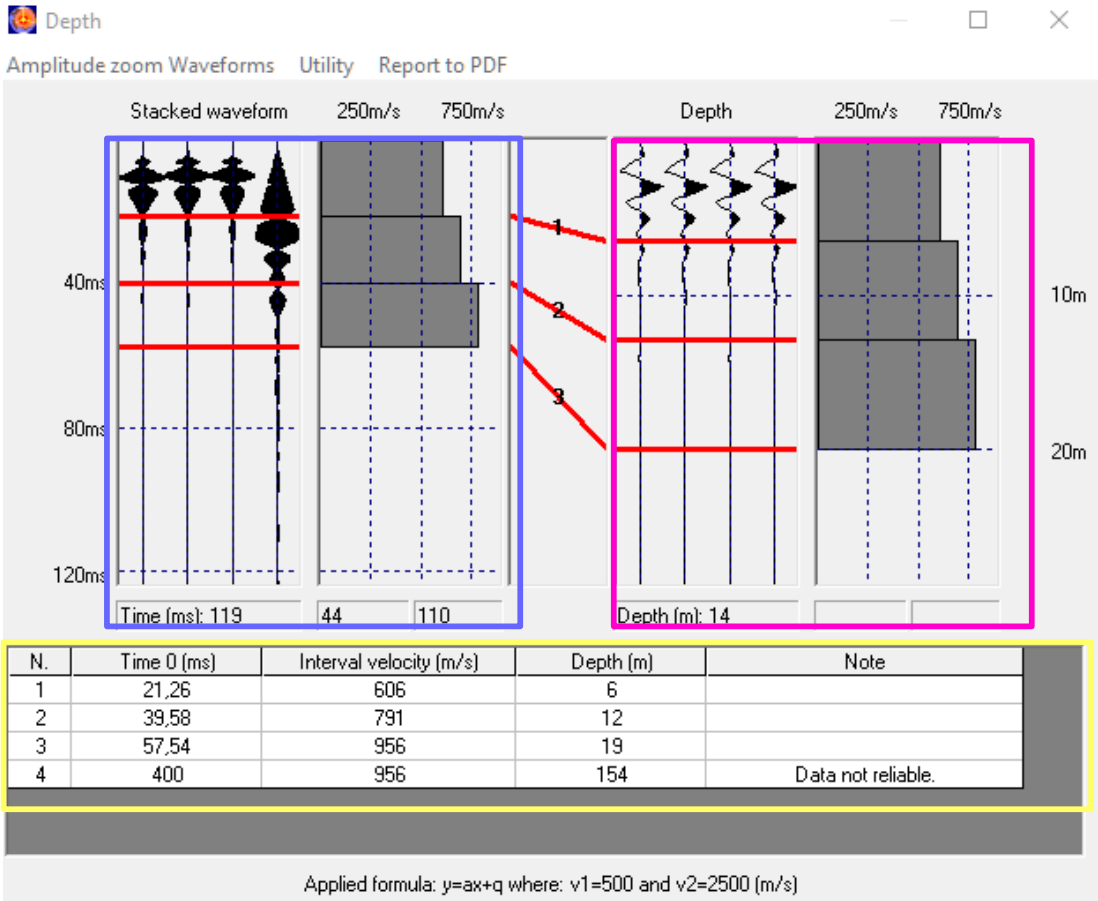 Depth
Amplitude zoom Waveforms Utility Report to PDF
Stacked waveform 250m/s 750m/s Depth 250m/s 750m/s
1
40ms 10m
2
3
80ms
20m
120ms
Time (ms): 119 44 110 Depth (m): 14
N. Time 0 (ms) Interval velocity (m/s) Depth (m) Note
1 21,26 606 6
2 39,58 791 12
3 57,54 956 19
4 400 956 154 Data not reliable.
Applied formula: y=ax+q where: v1=500 and v2=2500 (m/s)